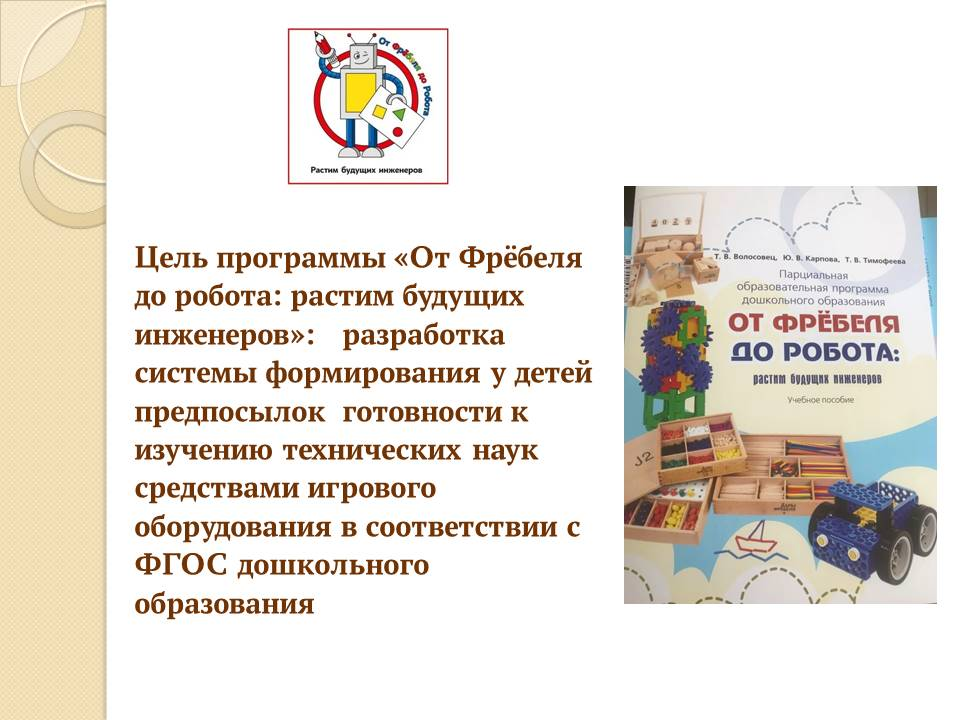 От Фрёбеля до Робота
Растим будущих инженеров
Цель программы «От Фрёбеля
до робота: растим будущих
инженеров»: разработка
системы формирования у детей
предпосылок готовности к
изучению технических наук
средствами игрового
оборудования в соответствии с
ФГОС дошкольного
образования
Т. В. Волосовец, Ю. В. Карпова, Т. В. Тимофеева
Парциальная
образовательная программа
дошкольного образования
ОТ ФРЁБЕЛЯ
ДО РОБОТА:
растим будущих инженеров
Учебное пособие
J2